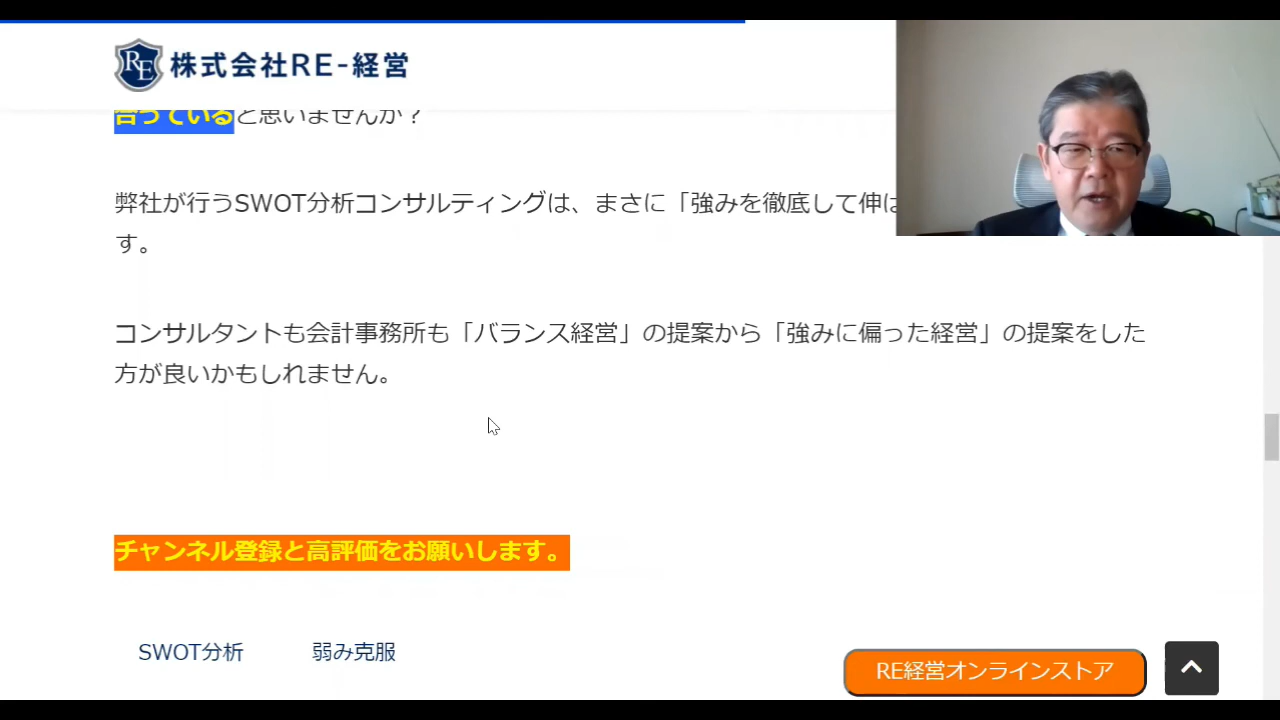 RE 株式会社RE-経営
合っていると思いませんか？
弊社が行うSWOT分析コンサルティングは、まさに「強みを徹底して伸ば
す。
コンサルタントも会計事務所も「バランス経営」の提案から「強みに偏った経営」の提案をした
方が良いかもしれません。
チャンネル登録と高評価をお願いします。
SWOT分析 弱み克服
RE経営オンラインストア